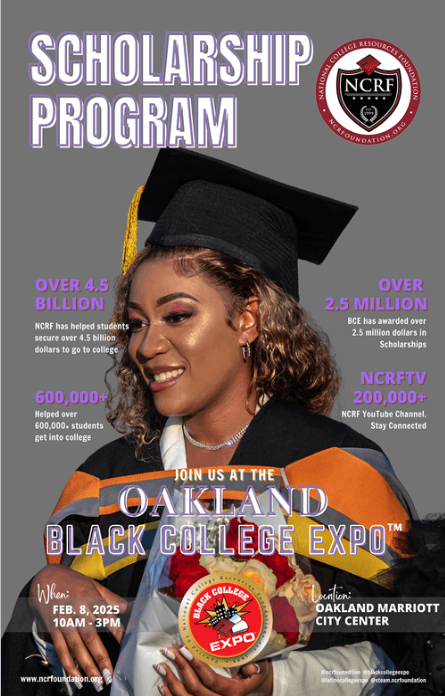 SCHOLARSHIP
PROGRAM
NATIONAL COLLEGE RESOURCES FOUNDATION
NCRF
NCRFOUNDATION.ORG
OVER 4.5
BILLION
NCRF has helped students
secure over 4.5 billion
dollars to go to college
OVER
2.5 MILLION
BCE has awarded over
2.5 million dollars in
Scholarships
600,000+
Helped over
600,000+ students
get into college
NCRFTV
200,000+
NCRF YouTube Channel.
Stay Connected
JOIN US AT THE
OAKLAND
BLACK COLLEGE EXPO™
When:
FEB. 8, 2025
10AM - 3PM
BLACK COLLEGE
EXPO
Location:
OAKLAND MARRIOTT
CITY CENTER
www.ncrfoundation.org
@blackcollegeexpo
@latinocollegeexpo